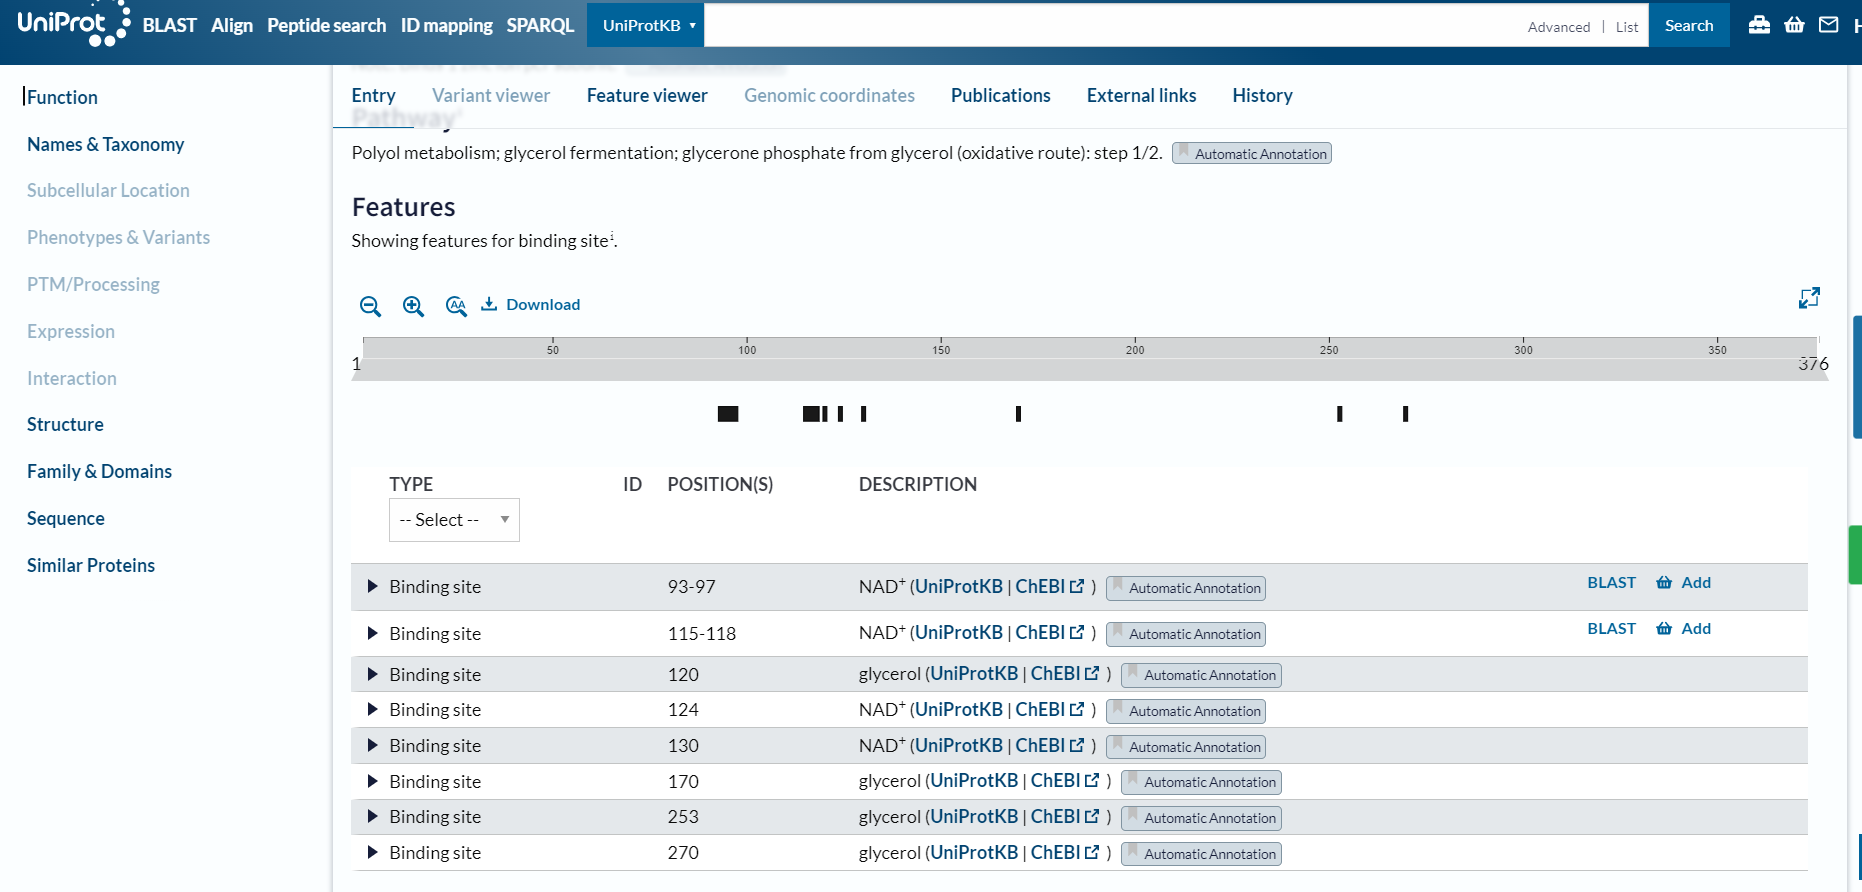 UniProt BLAST Align Peptide search ID mapping SPARQL UniProtKB Advanced | List Search
Function
Names & Taxonomy
Subcellular Location
Phenotypes & Variants
PTM/Processing
Expression
Interaction
Structure
Family & Domains
Sequence
Similar Proteins
Entry Variant viewer Feature viewer Genomic coordinates Publications External links History
Pathway
Polyol metabolism; glycerol fermentation; glycerone phosphate from glycerol (oxidative route): step 1/2. Automatic Annotation
Features
Showing features for binding siteⁱ.
AA Download
50 100 150 200 250 300 350
1 376
TYPE ID POSITION(S) DESCRIPTION
-- Select --
Binding site 93-97 NAD⁺ (UniProtKB | ChEBI ) Automatic Annotation BLAST Add
Binding site 115-118 NAD⁺ (UniProtKB | ChEBI ) Automatic Annotation BLAST Add
Binding site 120 glycerol (UniProtKB | ChEBI ) Automatic Annotation
Binding site 124 NAD⁺ (UniProtKB | ChEBI ) Automatic Annotation
Binding site 130 NAD⁺ (UniProtKB | ChEBI ) Automatic Annotation
Binding site 170 glycerol (UniProtKB | ChEBI ) Automatic Annotation
Binding site 253 glycerol (UniProtKB | ChEBI ) Automatic Annotation
Binding site 270 glycerol (UniProtKB | ChEBI ) Automatic Annotation